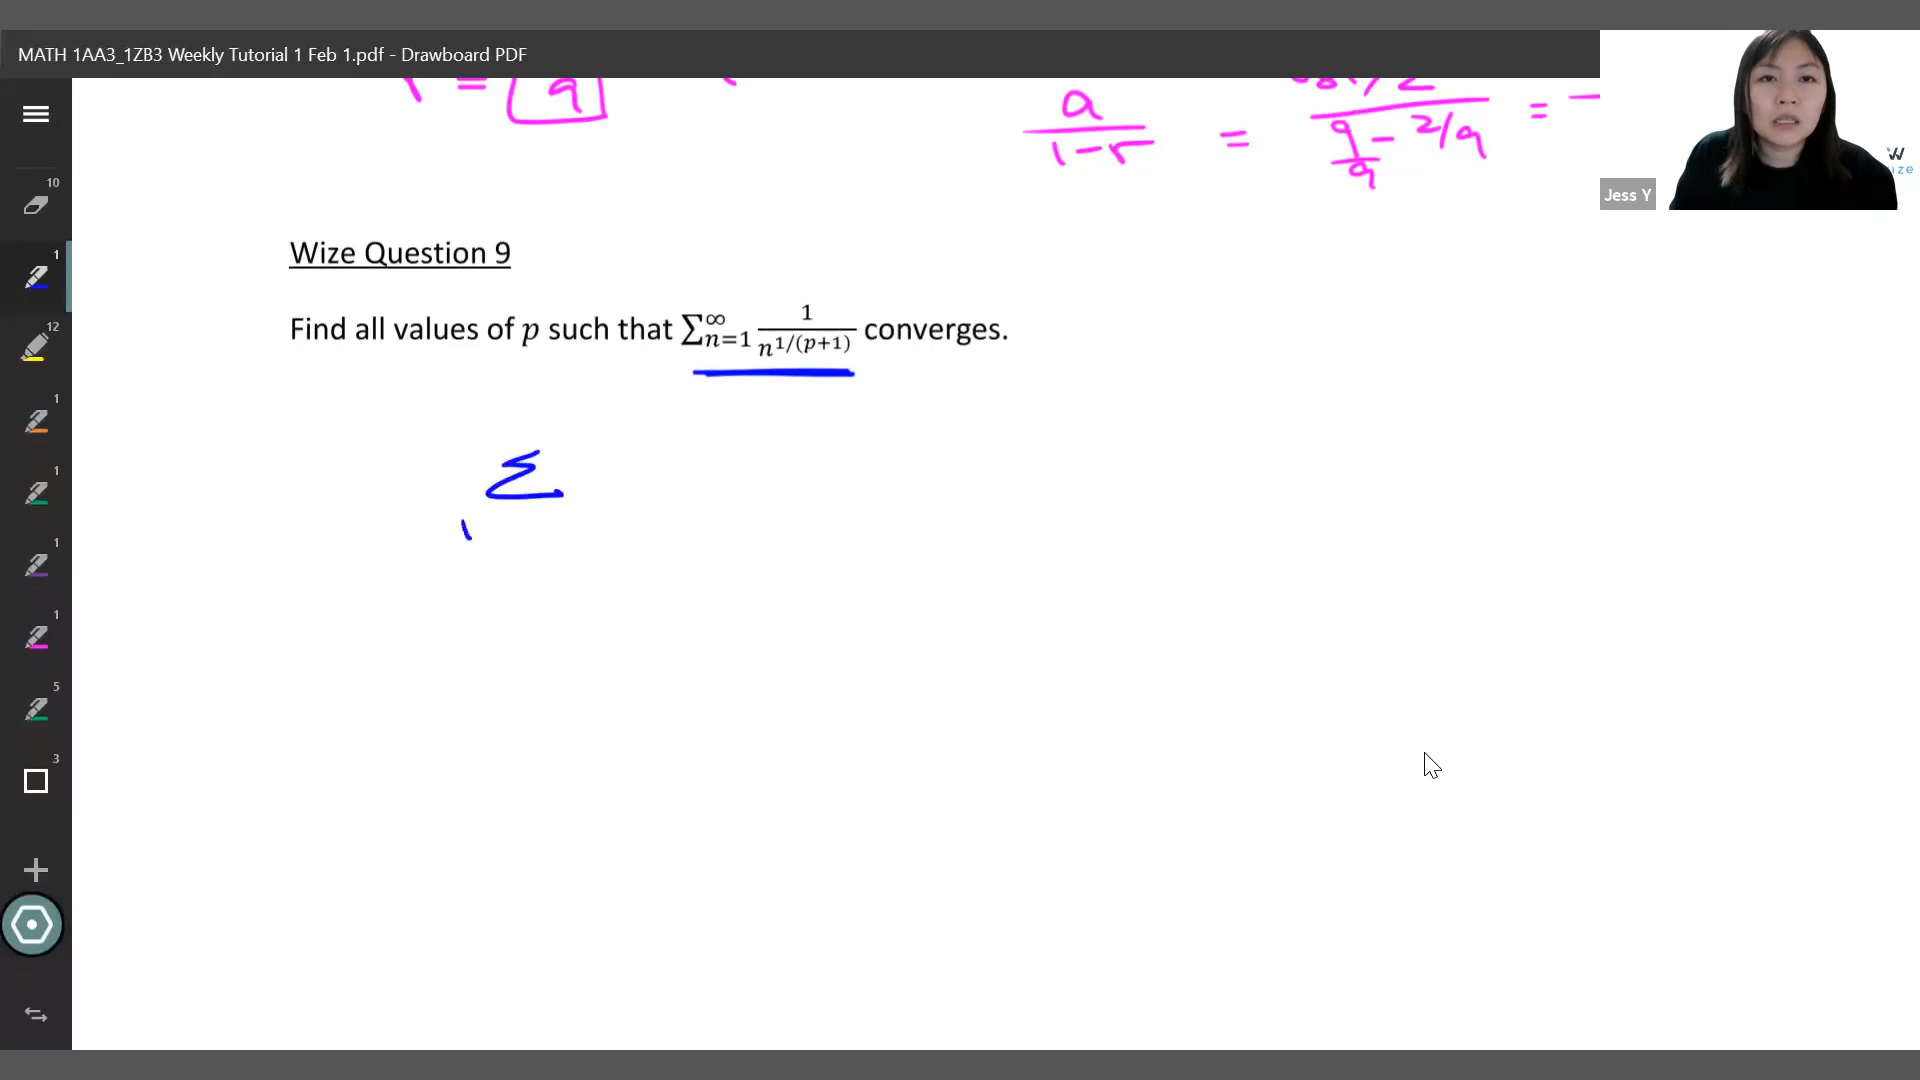 MATH 1AA3_1ZB3 Weekly Tutorial 1 Feb 1.pdf - Drawboard PDF
= 9
a/(1-r) = /(9/9 - 2/9) = -
wize
Jess Y
10
1
12
1
1
1
1
5
3
Wize Question 9
Find all values of p such that ∑_{n=1}^{∞} 1/n^{1/(p+1)} converges.
Σ